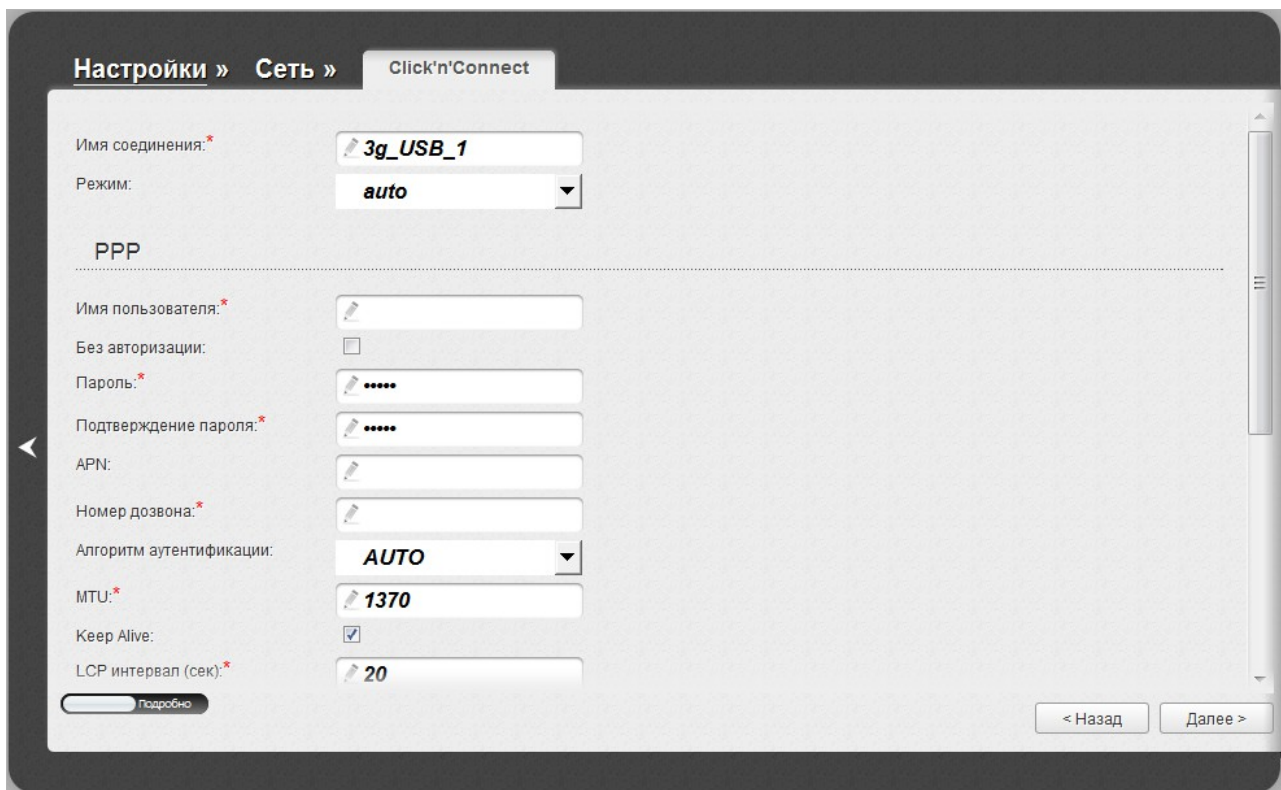 Настройки » Сеть » Click'n'Connect
Имя соединения:* 3g_USB_1
Режим: auto
PPP
Имя пользователя:*
Без авторизации:
Пароль:* •••••
Подтверждение пароля:* •••••
APN:
Номер дозвона:*
Алгоритм аутентификации: AUTO
MTU:* 1370
Keep Alive:
LCP интервал (сек):* 20
Подробно
< Назад Далее >